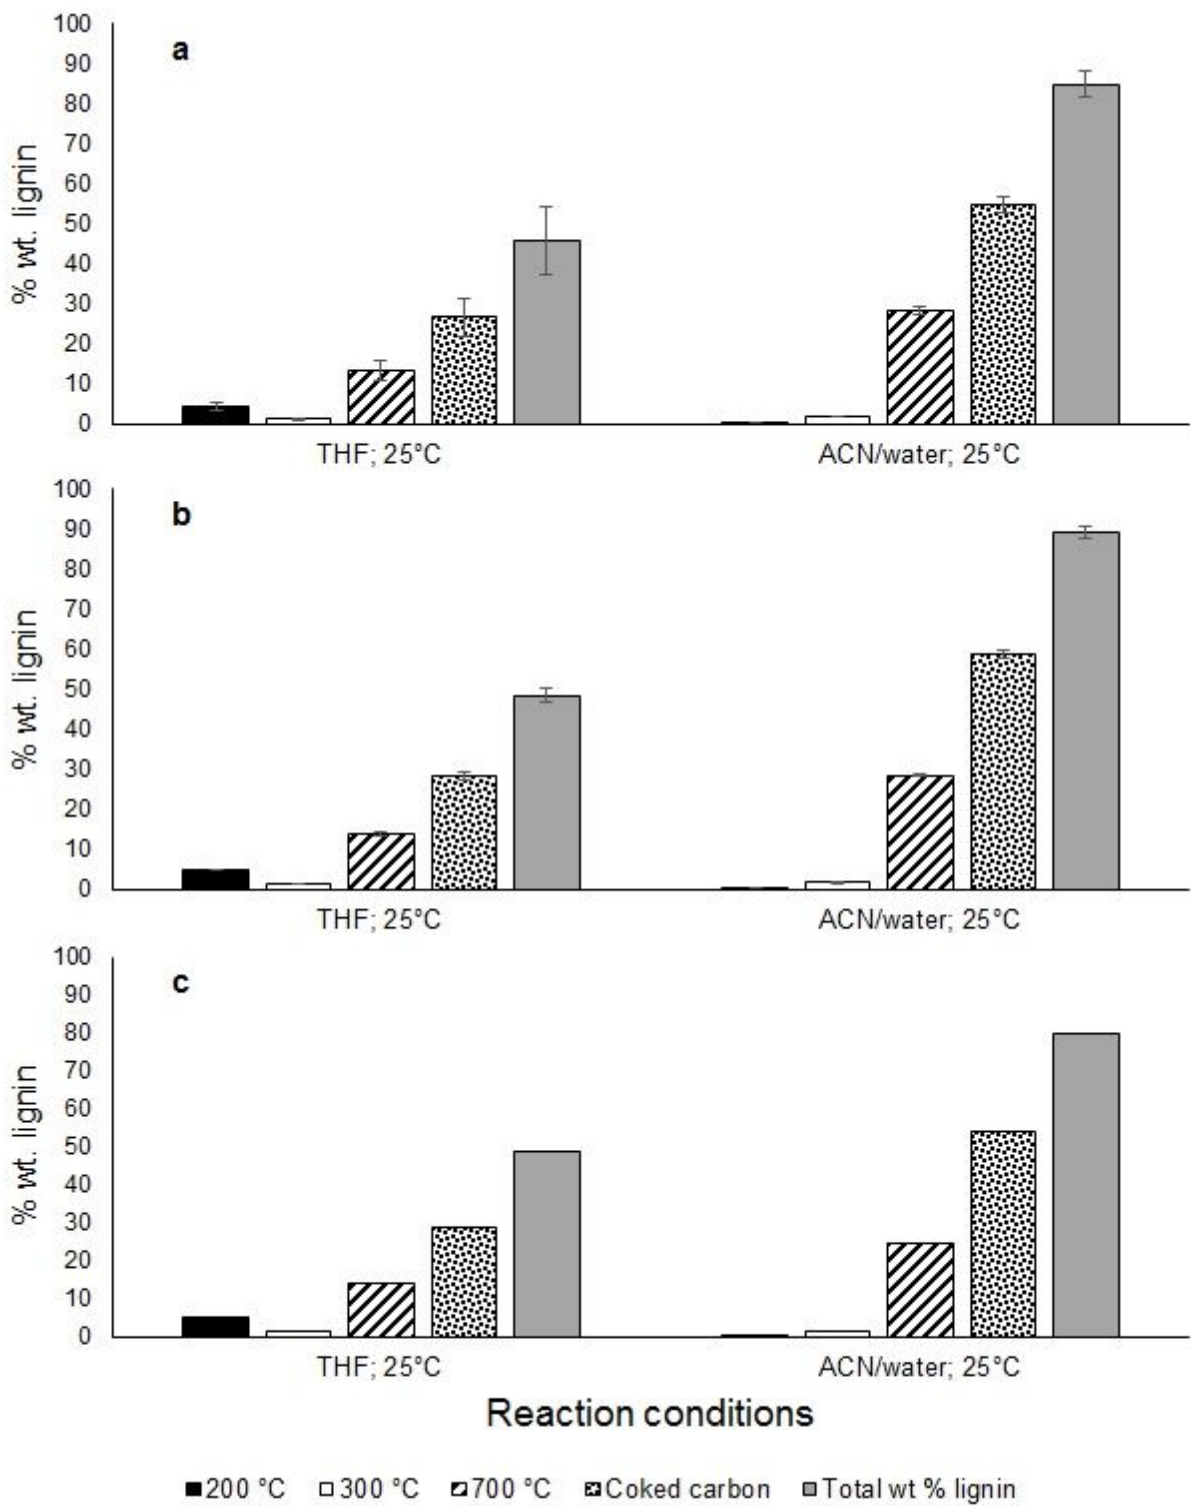 a
% wt. lignin
100
90
80
70
60
50
40
30
20
10
0
THF; 25°C
ACN/water; 25°C
b
% wt. lignin
100
90
80
70
60
50
40
30
20
10
0
THF; 25°C
ACN/water; 25°C
c
% wt. lignin
100
90
80
70
60
50
40
30
20
10
0
THF; 25°C
ACN/water; 25°C
Reaction conditions
200 °C 300 °C 700 °C Coked carbon Total wt % lignin